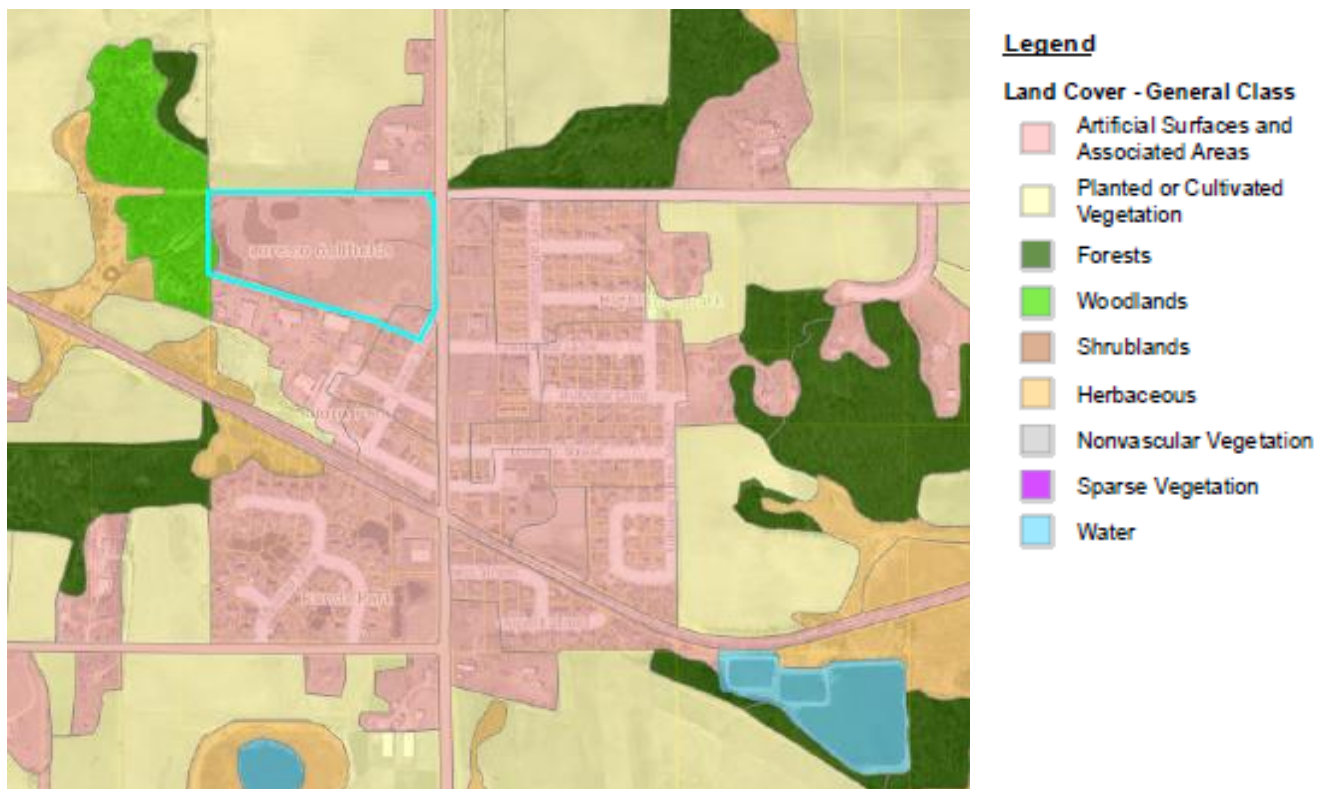 Legend
Land Cover - General Class
Artificial Surfaces and
Associated Areas
Planted or Cultivated
Vegetation
Forests
Woodlands
Shrublands
Herbaceous
Nonvascular Vegetation
Sparse Vegetation
Water